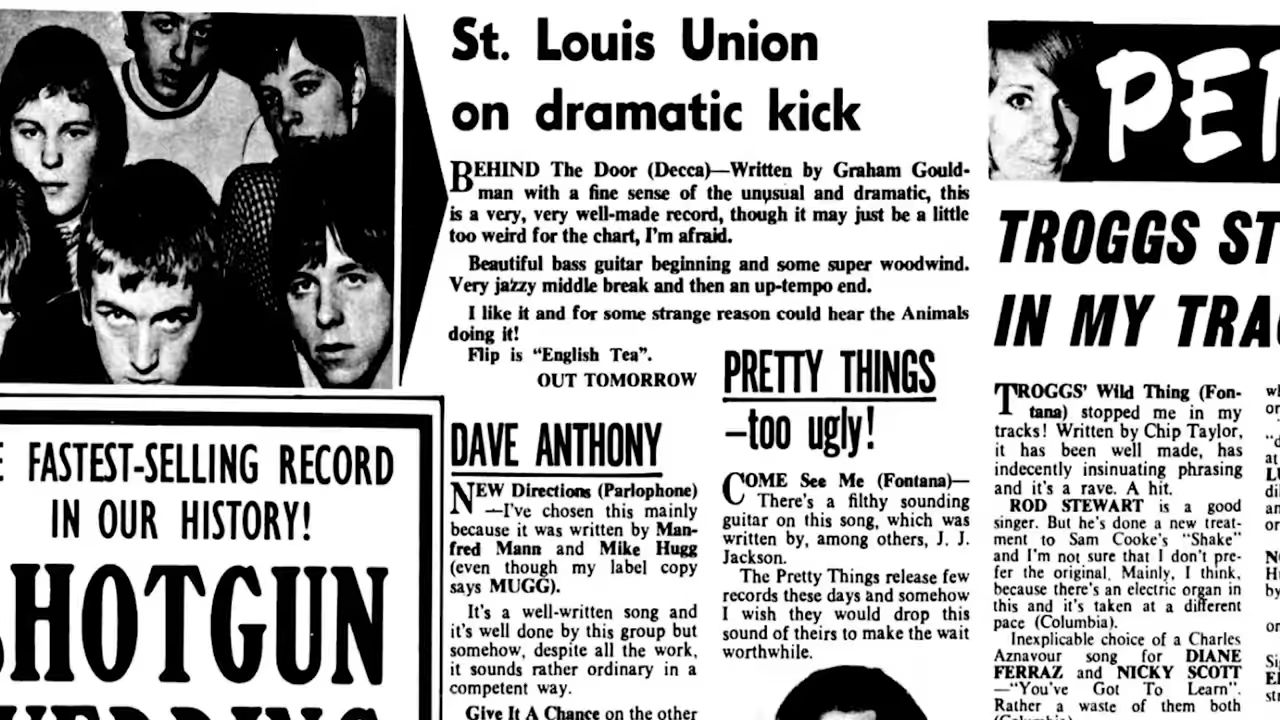 St. Louis Union
on dramatic kick
BEHIND The Door (Decca)—Written by Graham Gould-
man with a fine sense of the unusual and dramatic, this
is a very, very well-made record, though it may just be a little
too weird for the chart, I'm afraid.
Beautiful bass guitar beginning and some super woodwind.
Very jazzy middle break and then an up-tempo end.
I like it and for some strange reason could hear the Animals
doing it!
Flip is “English Tea”.
OUT TOMORROW
FASTEST-SELLING RECORD
IN OUR HISTORY!
SHOTGUN
WEDDING
DAVE ANTHONY
NEW Directions (Parlophone)
—I've chosen this mainly
because it was written by Man-
fred Mann and Mike Hugg
(even though my label copy
says MUGG).
It's a well-written song and
it's well done by this group but
somehow, despite all the work,
it sounds rather ordinary in a
competent way.
Give It A Chance on the other
PRETTY THINGS
—too ugly!
COME See Me (Fontana)—
There's a filthy sounding
guitar on this song, which was
written by, among others, J. J.
Jackson.
The Pretty Things release few
records these days and somehow
I wish they would drop this
sound of theirs to make the wait
worthwhile.
PE
TROGGS ST
IN MY TRA
TROGGS' Wild Thing (Fon-
tana) stopped me in my
tracks! Written by Chip Taylor,
it has been well made, has
indecently insinuating phrasing
and it's a rave. A hit.
ROD STEWART is a good
singer. But he's done a new treat-
ment to Sam Cooke's “Shake”
and I'm not sure that I don't pre-
fer the original. Mainly, I think,
because there's an electric organ in
this and it's taken at a different
pace (Columbia).
Inexplicable choice of a Charles
Aznavour song for DIANE
FERRAZ and NICKY SCOTT
—“You've Got To Learn”.
Rather a waste of them both
(Columbia)